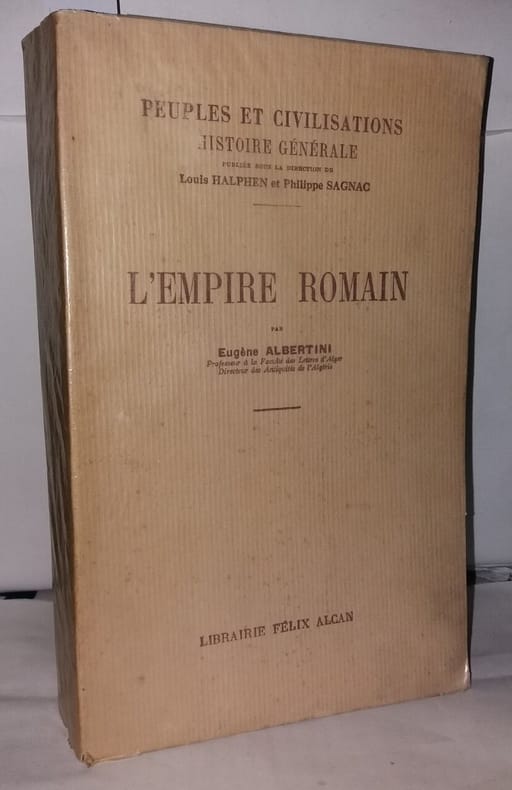 PEUPLES ET CIVILISATIONS
HISTOIRE GÉNÉRALE
PUBLIÉE SOUS LA DIRECTION DE
Louis HALPHEN et Philippe SAGNAC
L'EMPIRE ROMAIN
PAR
Eugène ALBERTINI
Professeur à la Faculté des Lettres d'Alger
Directeur des Antiquités de l'Algérie
LIBRAIRIE FÉLIX ALCAN